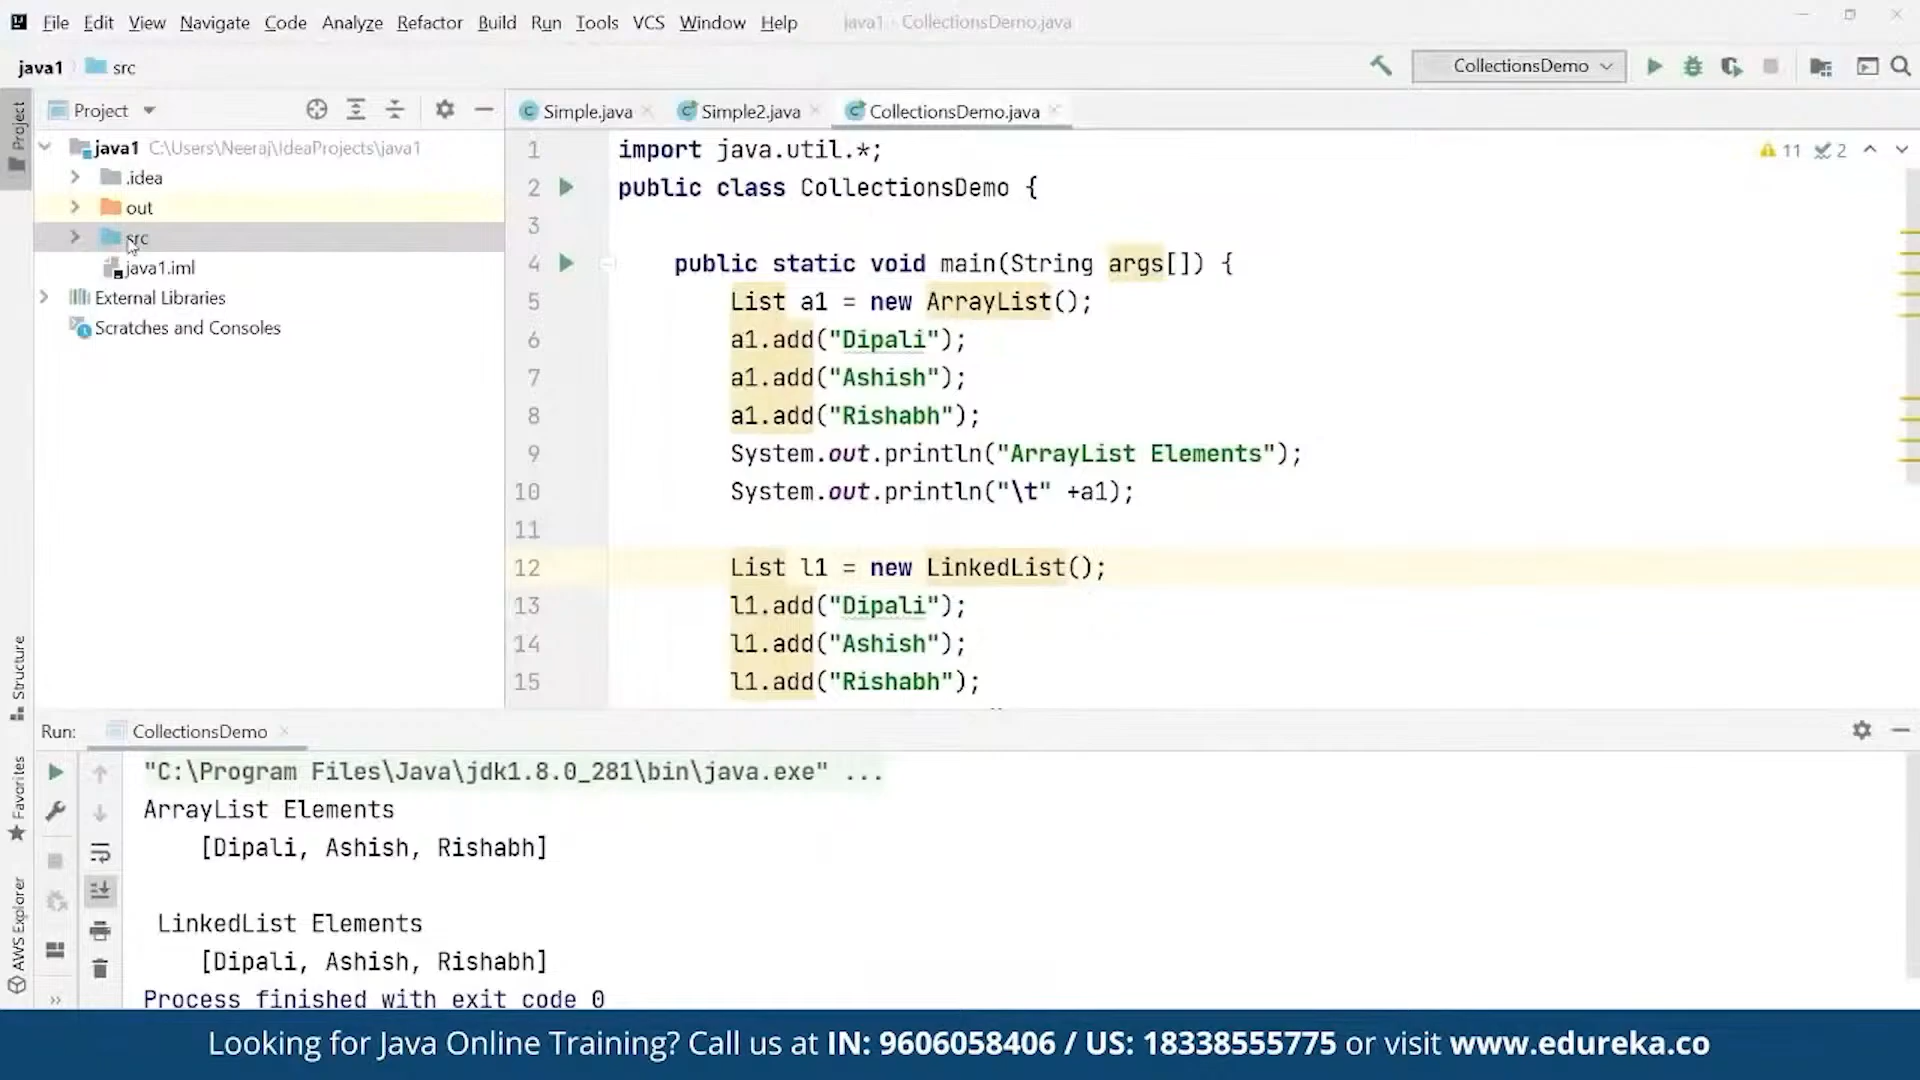 File Edit View Navigate Code Analyze Refactor Build Run Tools VCS Window Help java1 - CollectionsDemo.java
java1 src
CollectionsDemo
Project
Project
Simple.java
Simple2.java
CollectionsDemo.java
java1 C:\Users\Neeraj\IdeaProjects\java1
.idea
out
src
java1.iml
External Libraries
Scratches and Consoles
1 import java.util.*;
2 public class CollectionsDemo {
3
4 public static void main(String args[]) {
5 List a1 = new ArrayList();
6 a1.add("Dipali");
7 a1.add("Ashish");
8 a1.add("Rishabh");
9 System.out.println("ArrayList Elements");
10 System.out.println("\t" +a1);
11
12 List l1 = new LinkedList();
13 l1.add("Dipali");
14 l1.add("Ashish");
15 l1.add("Rishabh");
11 2
Structure
Favorites
AWS Explorer
Run: CollectionsDemo
"C:\Program Files\Java\jdk1.8.0_281\bin\java.exe" ...
ArrayList Elements
[Dipali, Ashish, Rishabh]
LinkedList Elements
[Dipali, Ashish, Rishabh]
Process finished with exit code 0
Looking for Java Online Training? Call us at IN: 9606058406 / US: 18338555775 or visit www.edureka.co